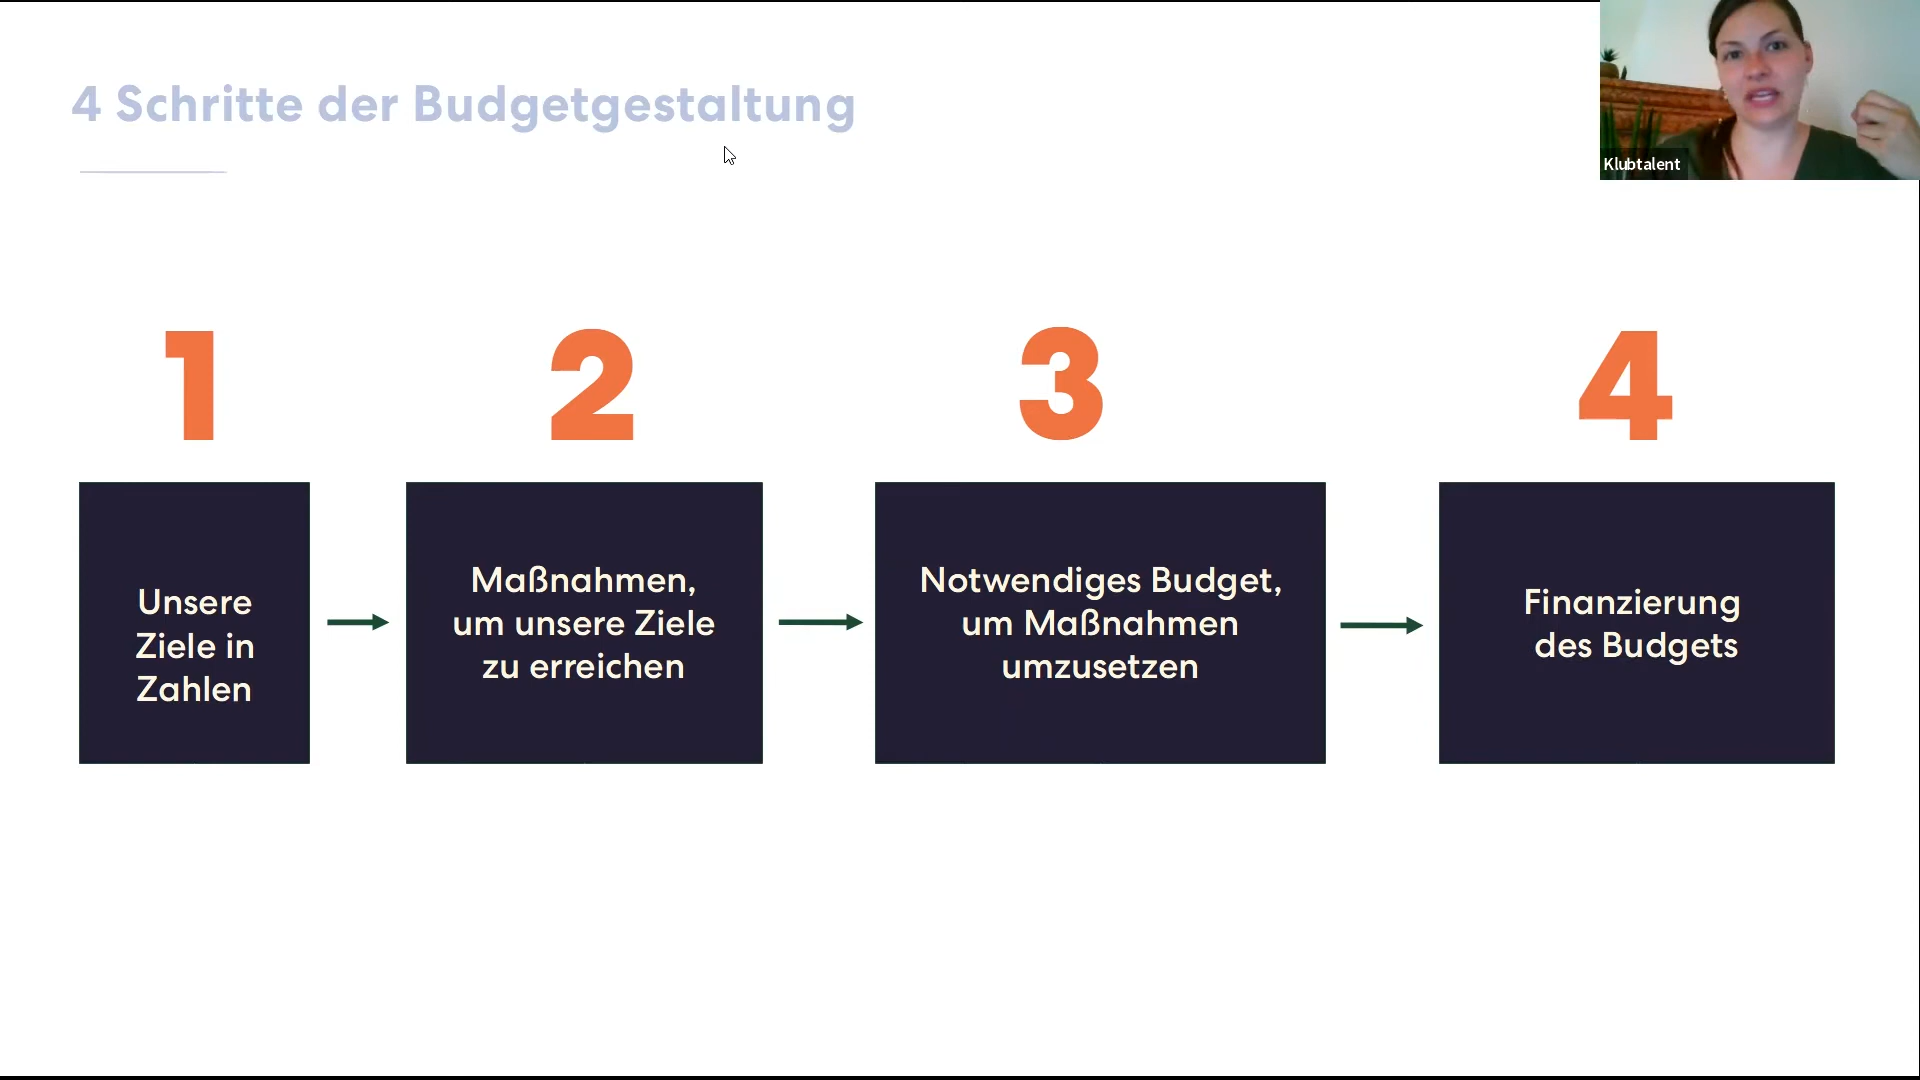 4 Schritte der Budgetgestaltung
Klubtalent
1
2
3
4
Unsere
Ziele in
Zahlen
Maßnahmen,
um unsere Ziele
zu erreichen
Notwendiges Budget,
um Maßnahmen
umzusetzen
Finanzierung
des Budgets